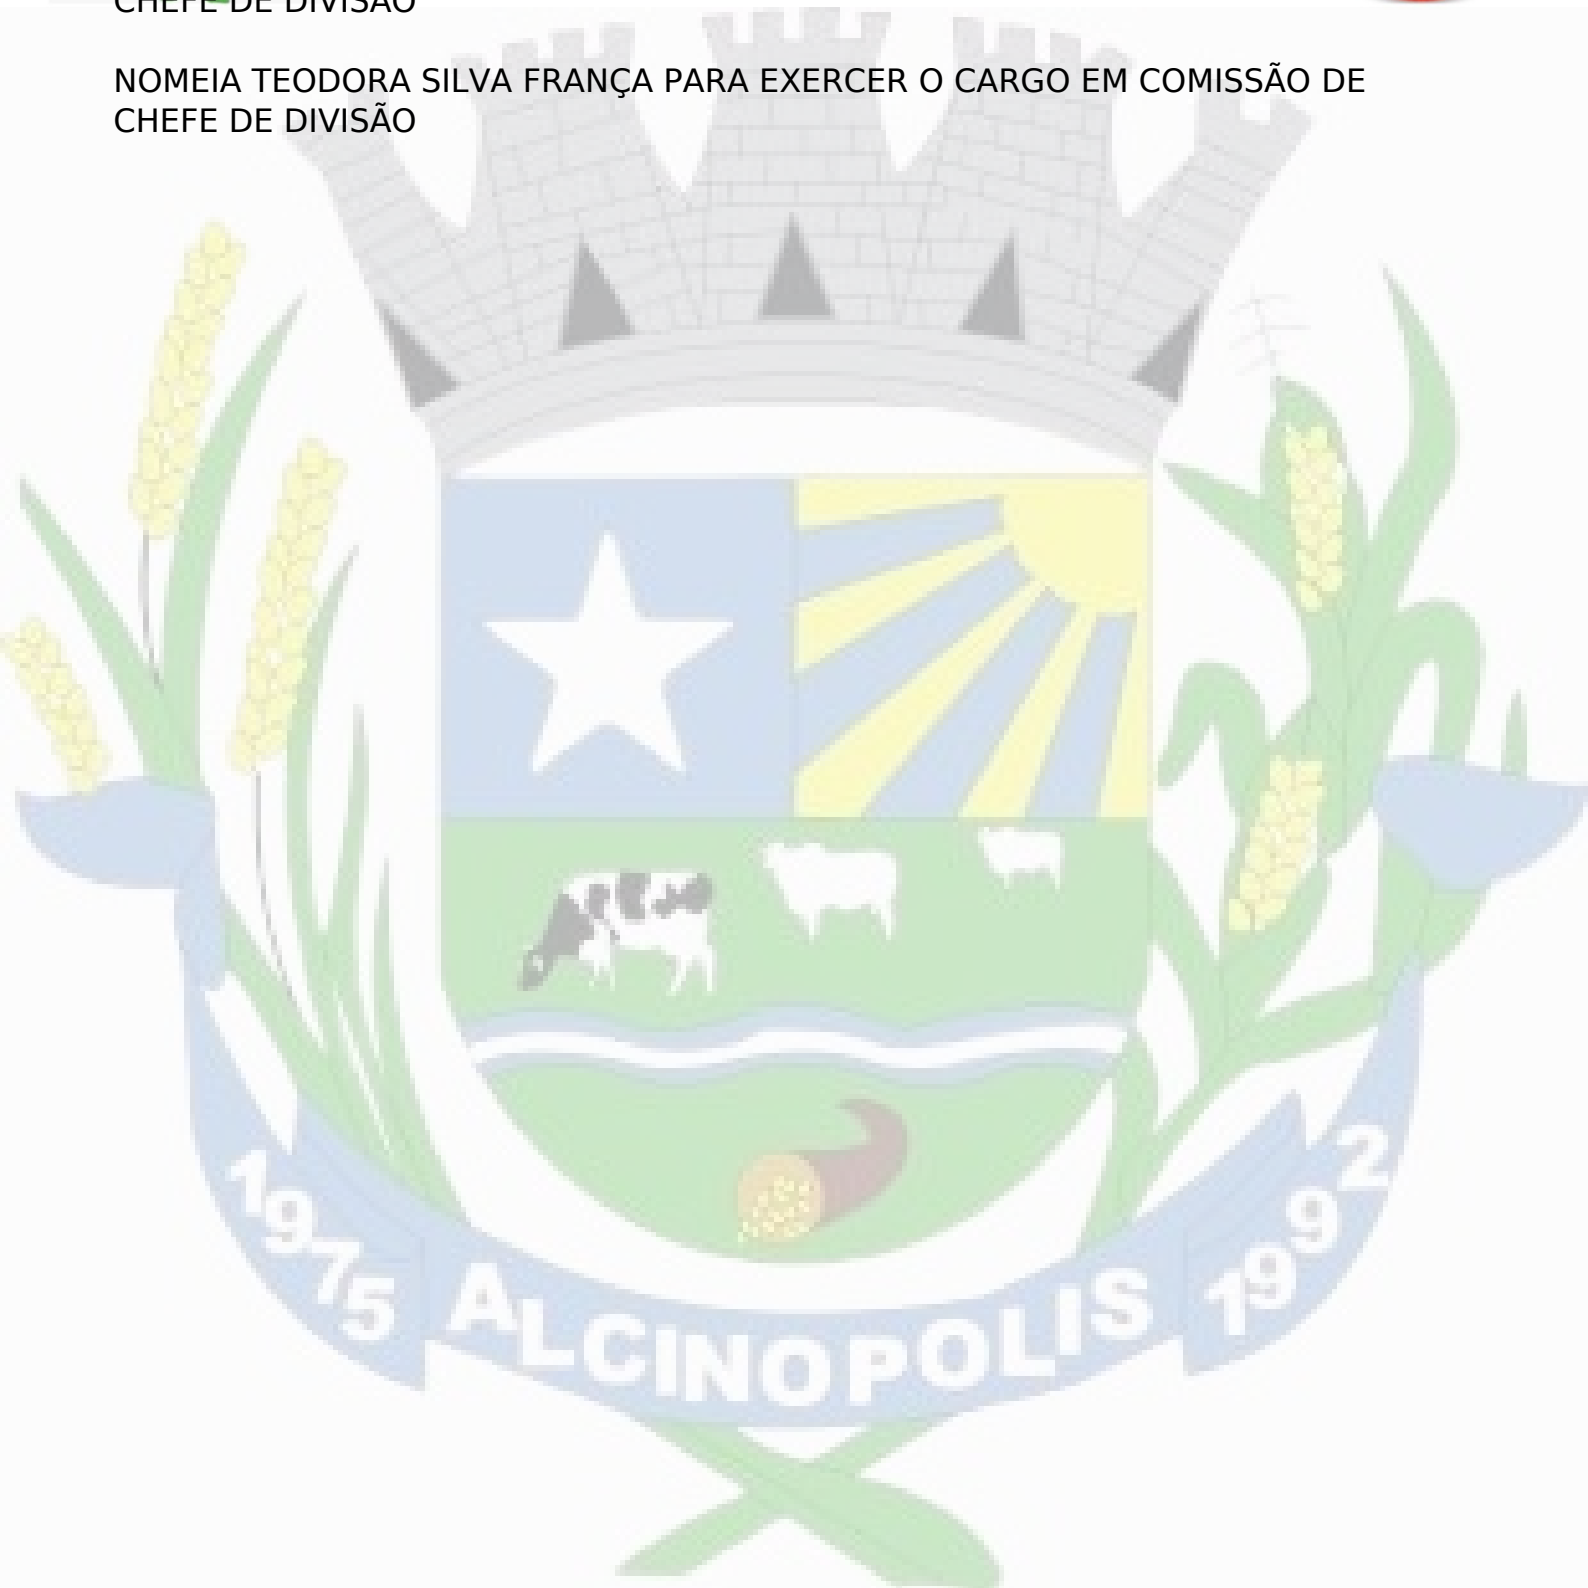 CHEFE DE DIVISÃO
NOMEIA TEODORA SILVA FRANÇA PARA EXERCER O CARGO EM COMISSÃO DE
CHEFE DE DIVISÃO
1975 ALCINOPOLIS 1992